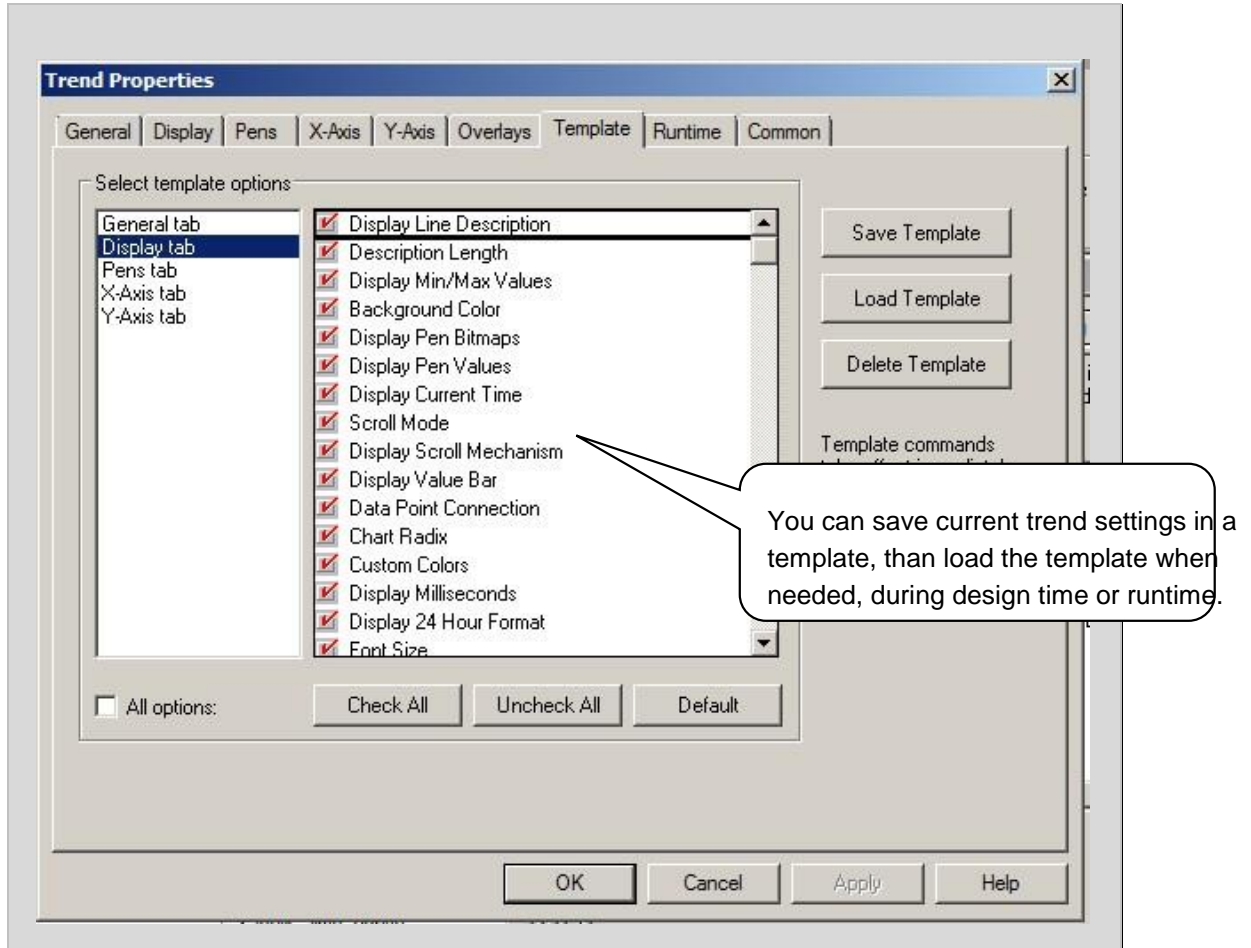 Trend Properties
General Display Pens X-Axis Y-Axis Overlays Template Runtime Common
Select template options
General tab
Display tab
Pens tab
X-Axis tab
Y-Axis tab
Display Line Description
Description Length
Display Min/Max Values
Background Color
Display Pen Bitmaps
Display Pen Values
Display Current Time
Scroll Mode
Display Scroll Mechanism
Display Value Bar
Data Point Connection
Chart Radix
Custom Colors
Display Milliseconds
Display 24 Hour Format
Font Size
Save Template
Load Template
Delete Template
Template commands
You can save current trend settings in a
template, than load the template when
needed, during design time or runtime.
All options:
Check All
Uncheck All
Default
OK
Cancel
Apply
Help